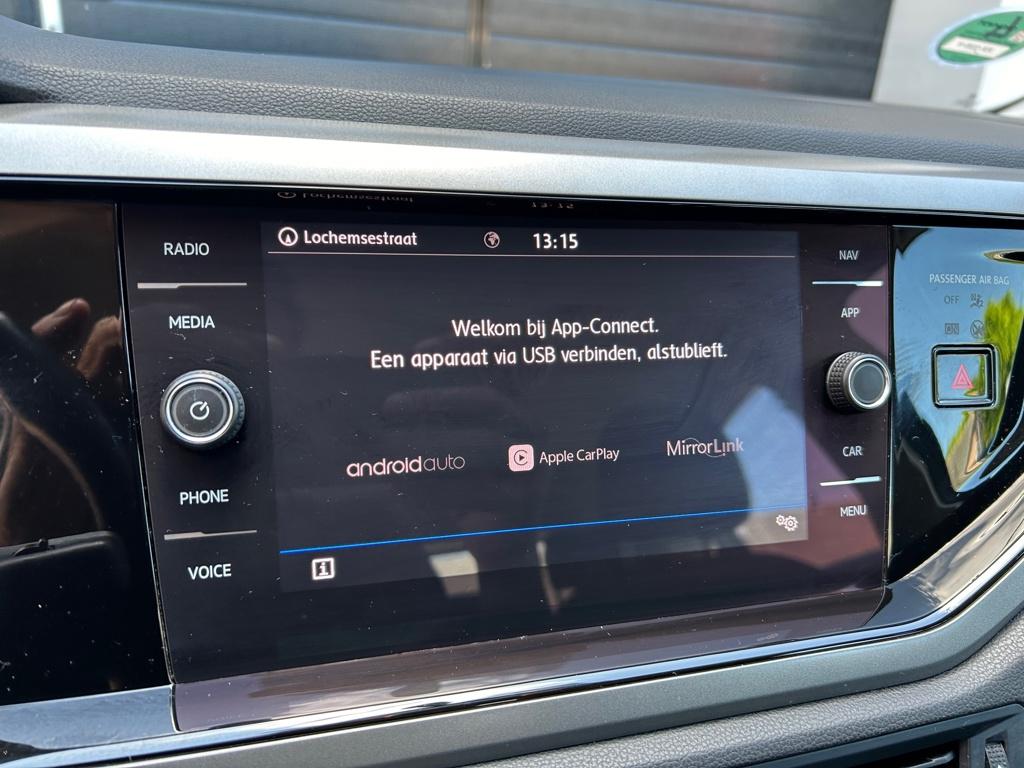 Lochemsestraat 13:15
RADIO
MEDIA
PHONE
VOICE
Welkom bij App-Connect.
Een apparaat via USB verbinden, alstublieft.
androidauto
Apple CarPlay
MirrorLink
i
NAV
APP
CAR
MENU
PASSENGER AIR BAG
OFF
ON